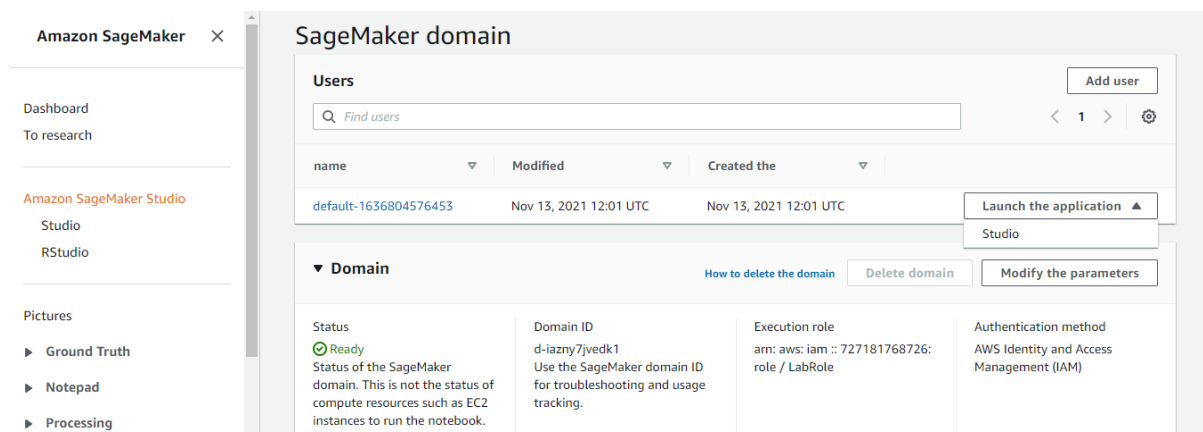 Amazon SageMaker
Dashboard
To research
Amazon SageMaker Studio
Studio
RStudio
Pictures
Ground Truth
Notepad
Processing
SageMaker domain
Users
Add user
Find users
1
name
Modified
Created the
default-1636804576453
Nov 13, 2021 12:01 UTC
Nov 13, 2021 12:01 UTC
Launch the application
Studio
Domain
How to delete the domain
Delete domain
Modify the parameters
Status
Ready
Status of the SageMaker
domain. This is not the status of
compute resources such as EC2
instances to run the notebook.
Domain ID
d-iazny7jvedk1
Use the SageMaker domain ID
for troubleshooting and usage
tracking.
Execution role
arn: aws: iam :: 727181768726:
role / LabRole
Authentication method
AWS Identity and Access
Management (IAM)